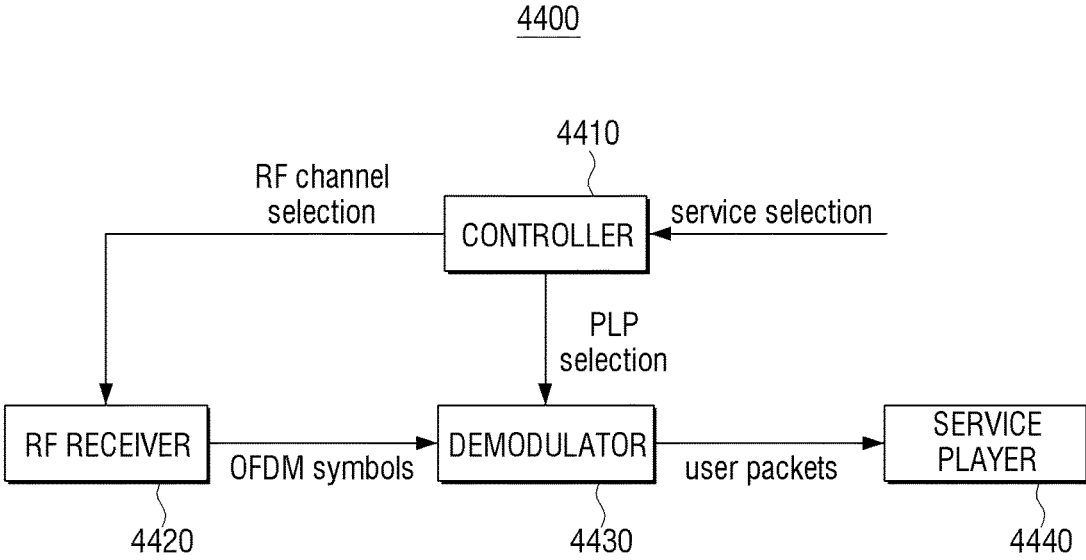 4400
4410
RF channel
selection
CONTROLLER
service selection
PLP
selection
RF RECEIVER
OFDM symbols
DEMODULATOR
user packets
SERVICE
PLAYER
4420
4430
4440